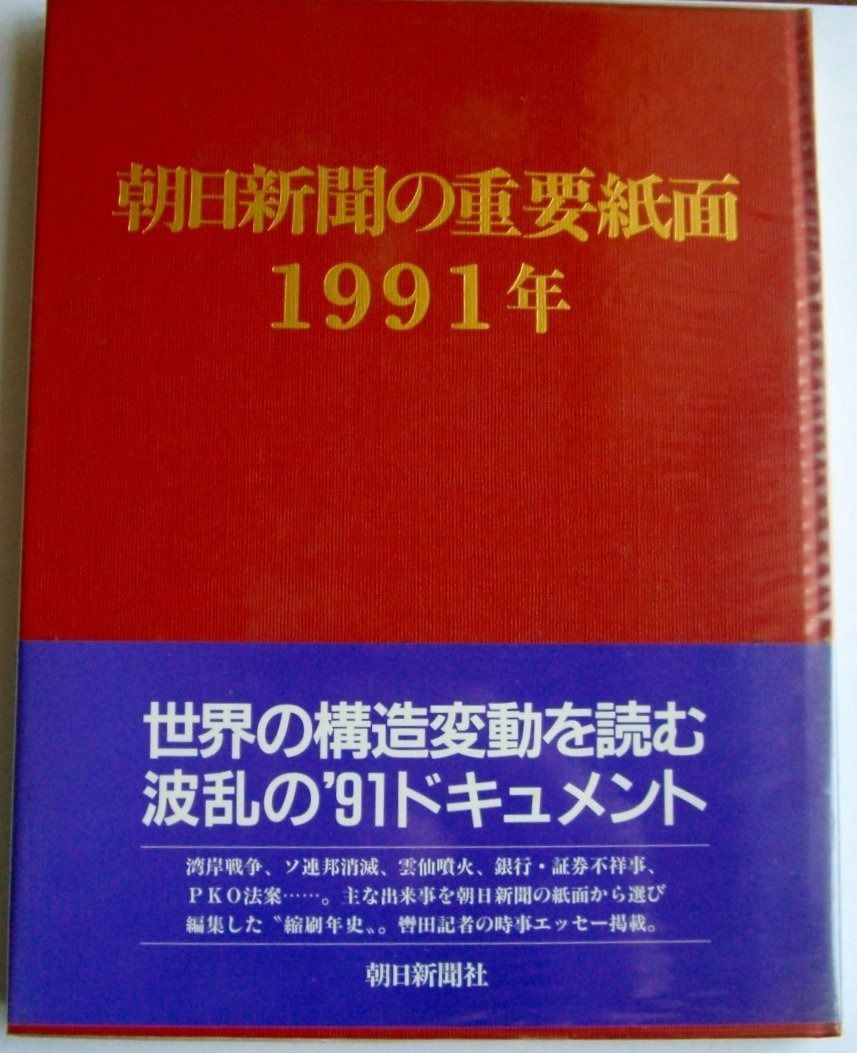 朝日新聞の重要紙面
1991年
世界の構造変動を読む
波乱の'91ドキュメント
湾岸戦争、ソ連邦消滅、雲仙噴火、銀行・証券不祥事、
PKO法案……。主な出来事を朝日新聞の紙面から選び
編集した〝縮刷年史〟。轡田記者の時事エッセー掲載。
朝日新聞社